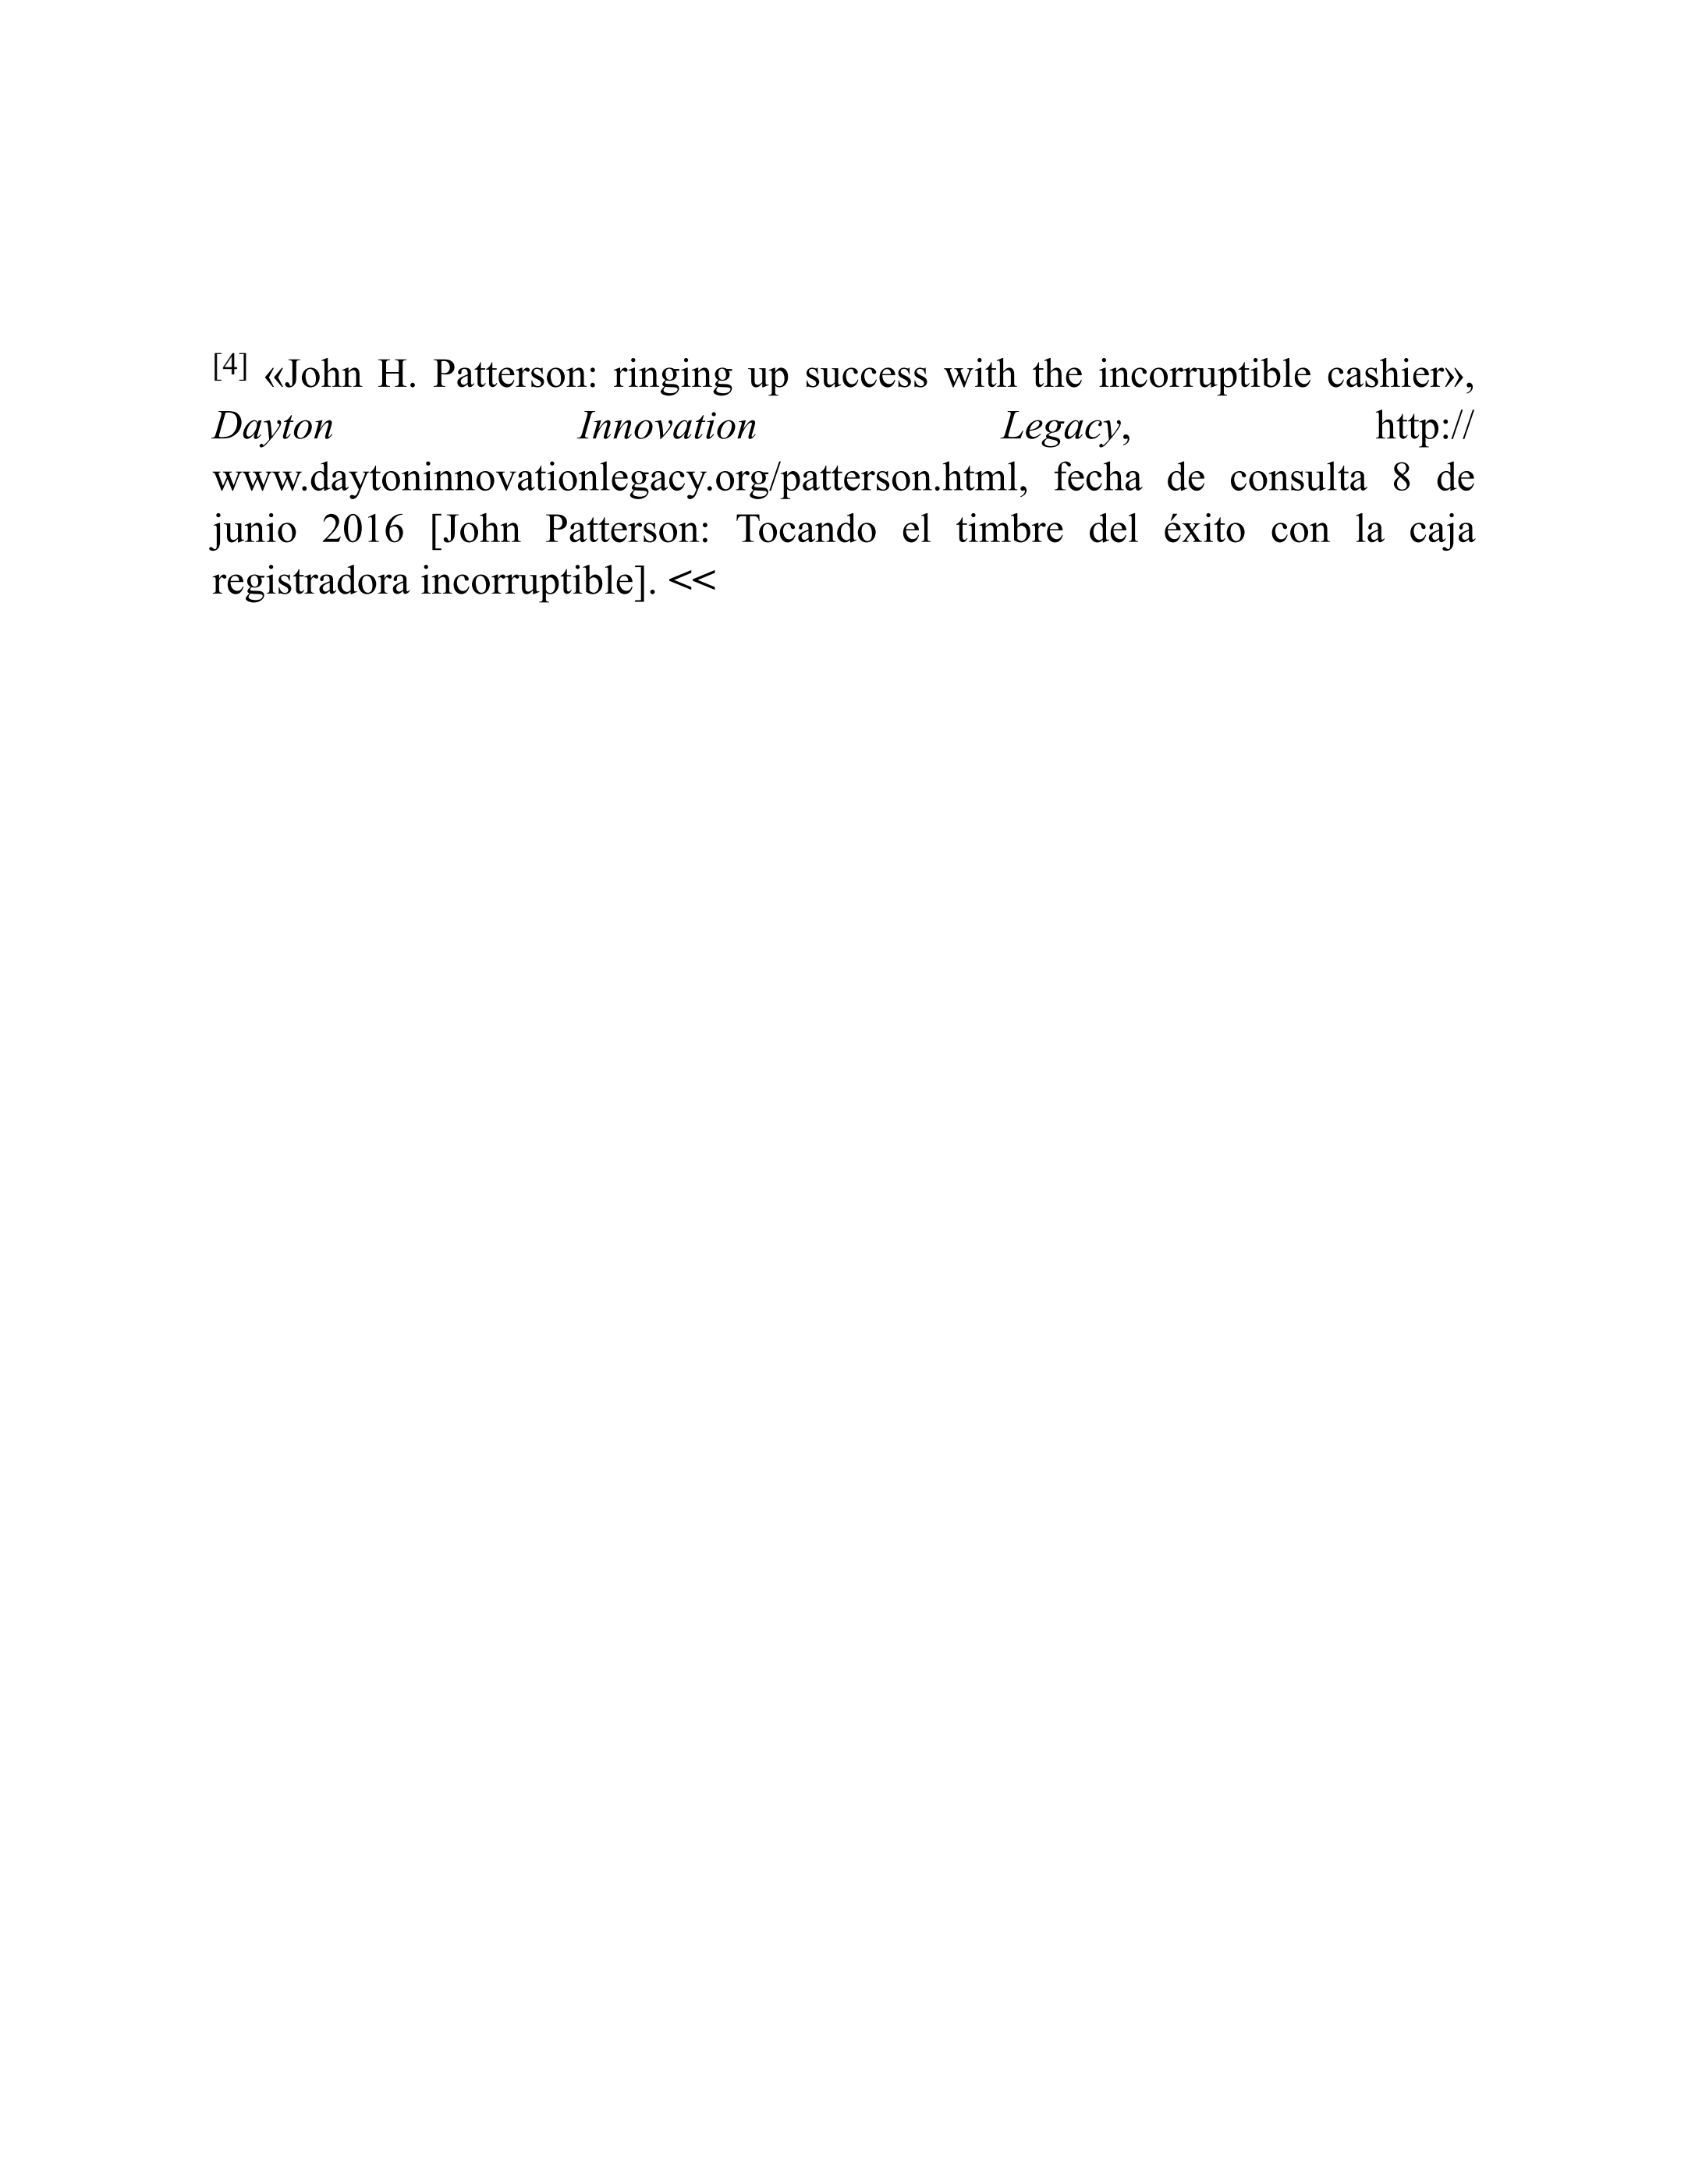 [4] «John H. Patterson: ringing up success with the incorruptible cashier»,
Dayton Innovation Legacy, http://
www.daytoninnovationlegacy.org/patterson.html, fecha de consulta 8 de
junio 2016 [John Patterson: Tocando el timbre del éxito con la caja
registradora incorruptible]. <<